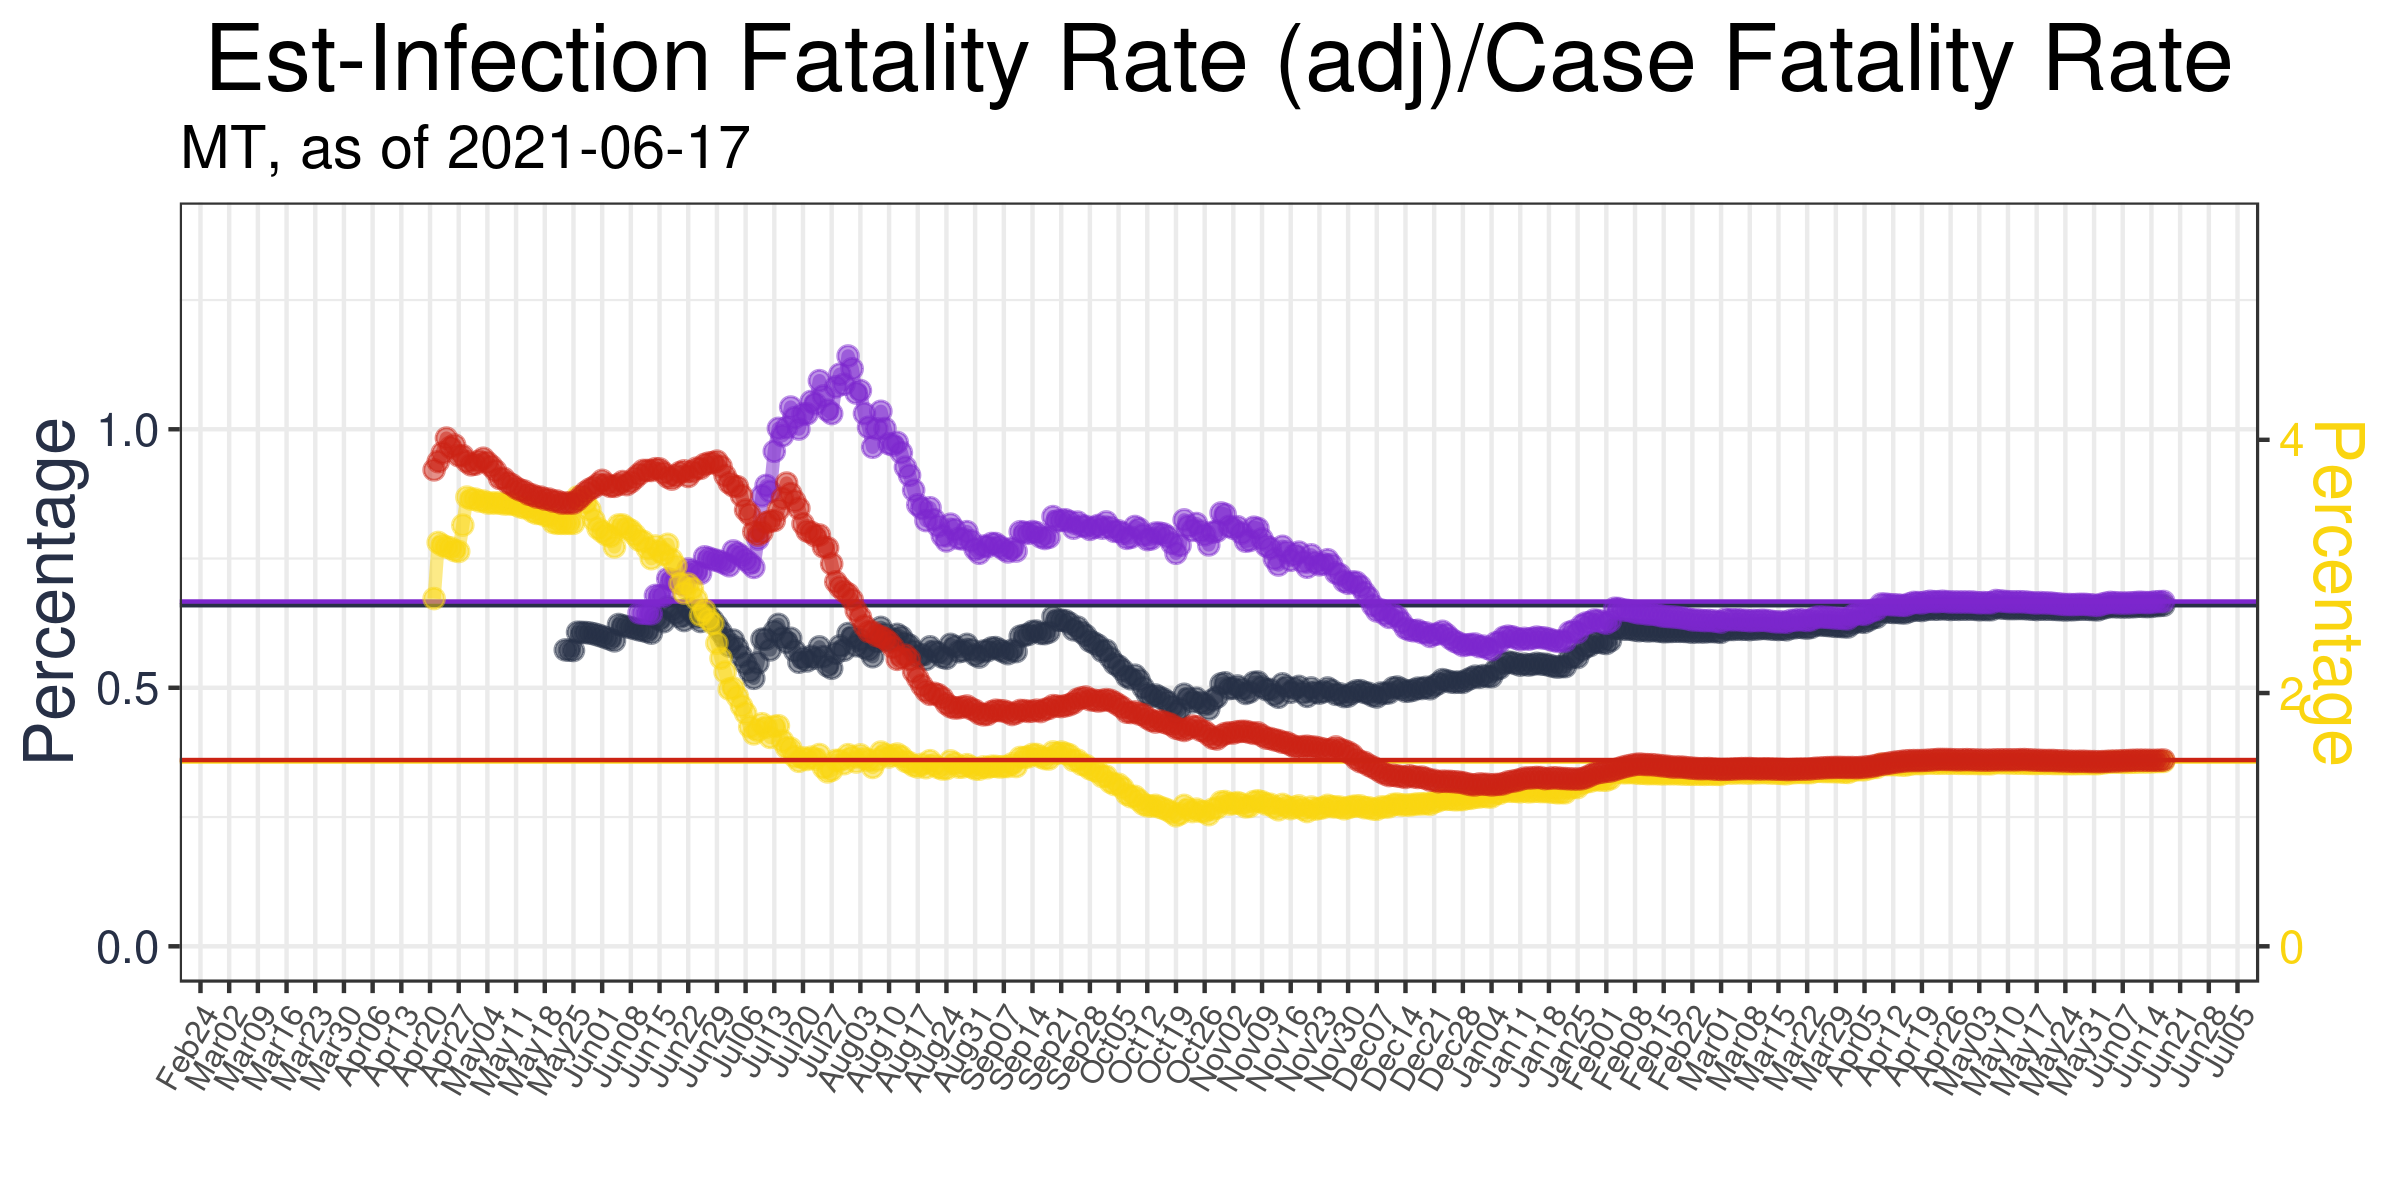 Est-Infection Fatality Rate (adj)/Case Fatality Rate
MT, as of 2021-06-17
Percentage
1.0
0.5
0.0
4
2
0
Percentage
Feb24
Mar02
Mar09
Mar16
Mar23
Mar30
Apr06
Apr13
Apr20
Apr27
May04
May11
May18
May25
Jun01
Jun08
Jun15
Jun22
Jun29
Jul06
Jul13
Jul20
Jul27
Aug03
Aug10
Aug17
Aug24
Aug31
Sep07
Sep14
Sep21
Sep28
Oct05
Oct12
Oct19
Oct26
Nov02
Nov09
Nov16
Nov23
Nov30
Dec07
Dec14
Dec21
Dec28
Jan04
Jan11
Jan18
Jan25
Feb01
Feb08
Feb15
Feb22
Mar01
Mar08
Mar15
Mar22
Mar29
Apr05
Apr12
Apr19
Apr26
May03
May10
May17
May24
May31
Jun07
Jun14
Jun21
Jun28
Jul05